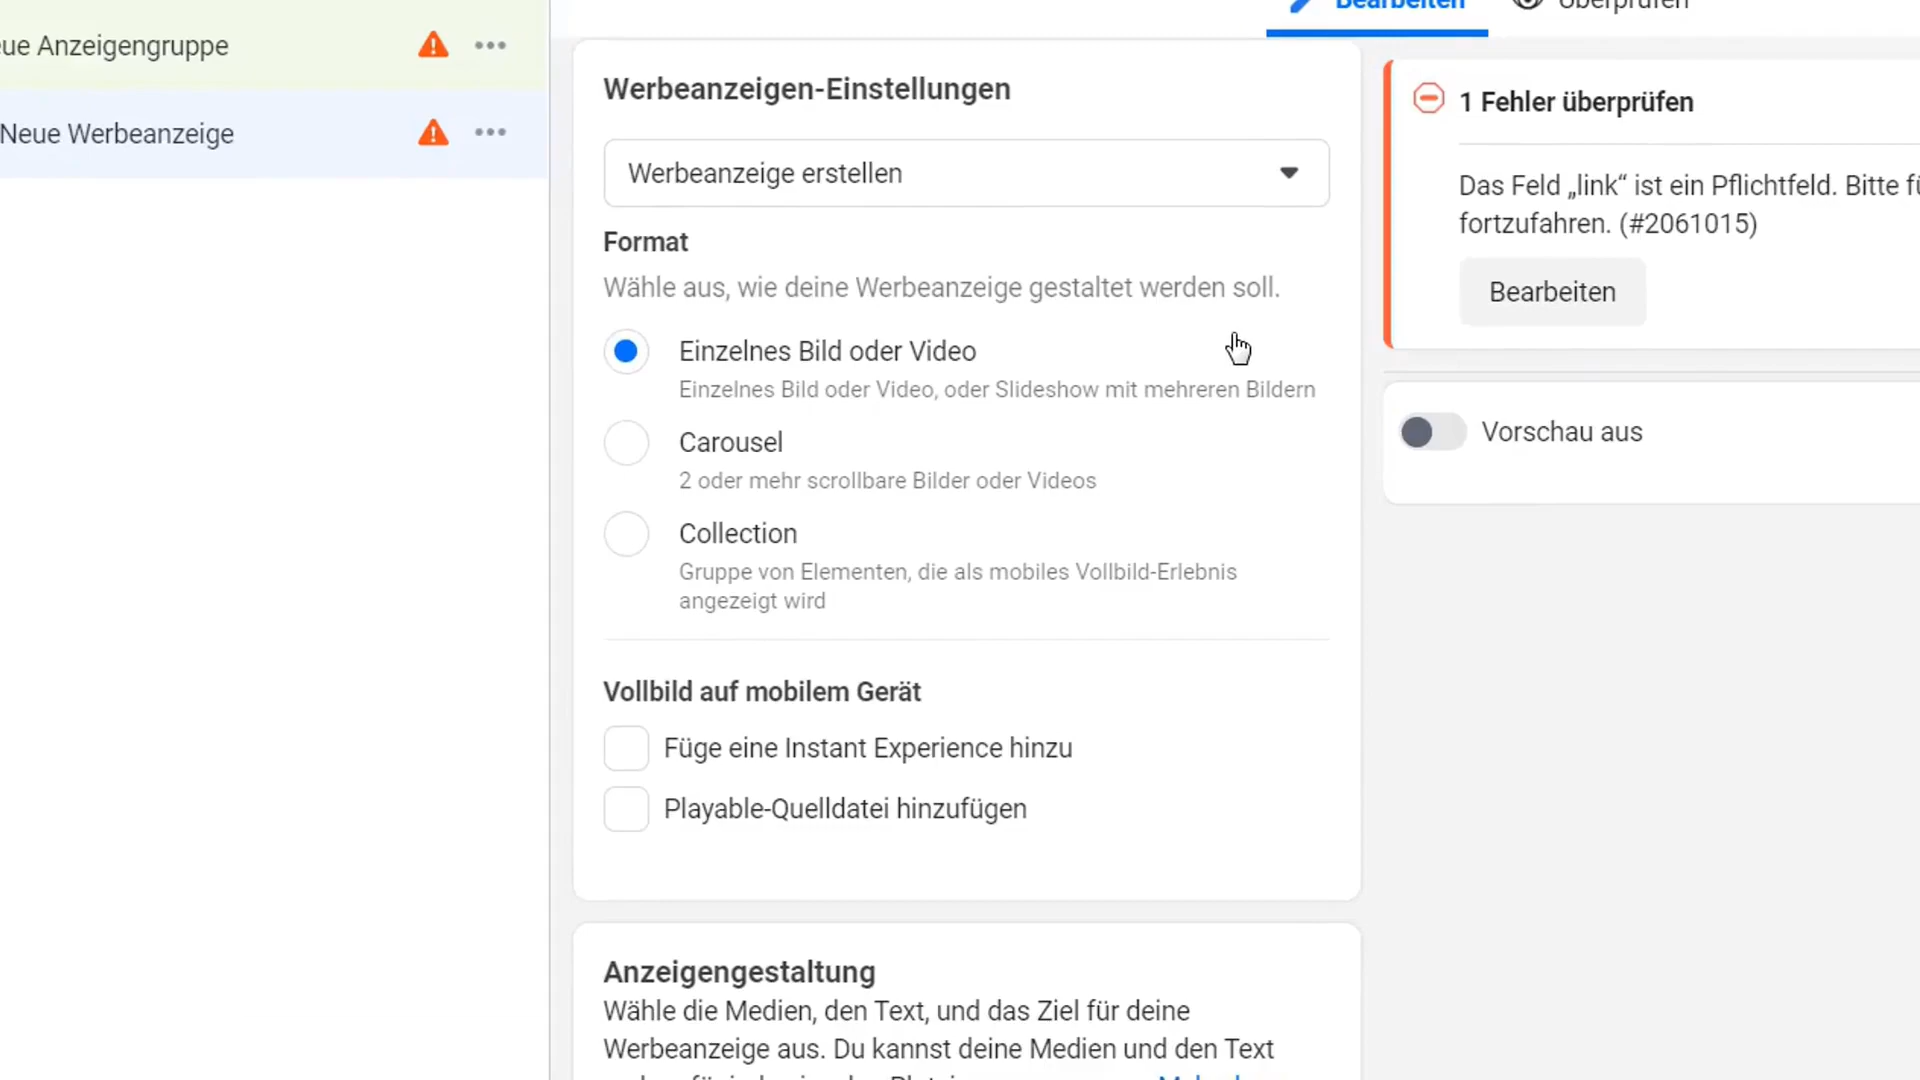 Bearbeiten
Überprüfen
ue Anzeigengruppe
Neue Werbeanzeige
Werbeanzeigen-Einstellungen
Werbeanzeige erstellen
Format
Wähle aus, wie deine Werbeanzeige gestaltet werden soll.
Einzelnes Bild oder Video
Einzelnes Bild oder Video, oder Slideshow mit mehreren Bildern
Carousel
2 oder mehr scrollbare Bilder oder Videos
Collection
Gruppe von Elementen, die als mobiles Vollbild-Erlebnis
angezeigt wird
Vollbild auf mobilem Gerät
Füge eine Instant Experience hinzu
Playable-Quelldatei hinzufügen
Anzeigengestaltung
Wähle die Medien, den Text, und das Ziel für deine
Werbeanzeige aus. Du kannst deine Medien und den Text
1 Fehler überprüfen
Das Feld „link“ ist ein Pflichtfeld. Bitte fü
fortzufahren. (#2061015)
Bearbeiten
Vorschau aus